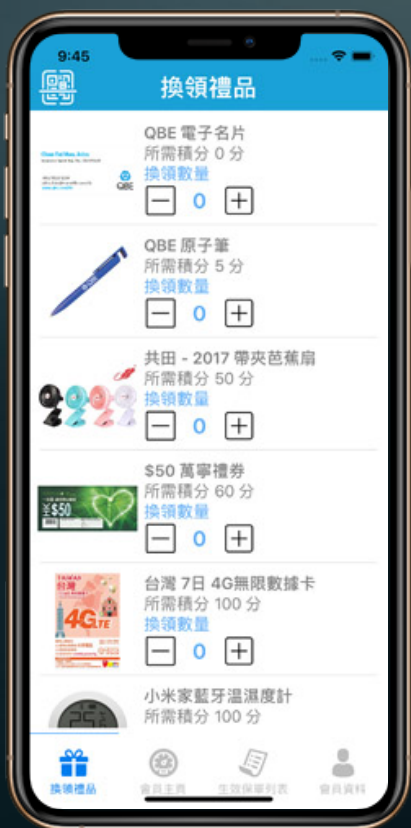 9:45
換領禮品
QBE 電子名片
所需積分 0 分
換領數量
0
QBE
QBE 原子筆
所需積分 5 分
換領數量
0
共田 - 2017 帶夾芭蕉扇
所需積分 50 分
換領數量
0
$50 萬寧禮券
所需積分 60 分
換領數量
0
$50
台灣 7日 4G無限數據卡
所需積分 100 分
換領數量
0
TAIWAN
台灣
4G LTE
小米家藍牙溫濕度計
所需積分 100 分
換領禮品
會員主頁
生效保單列表
會員資料